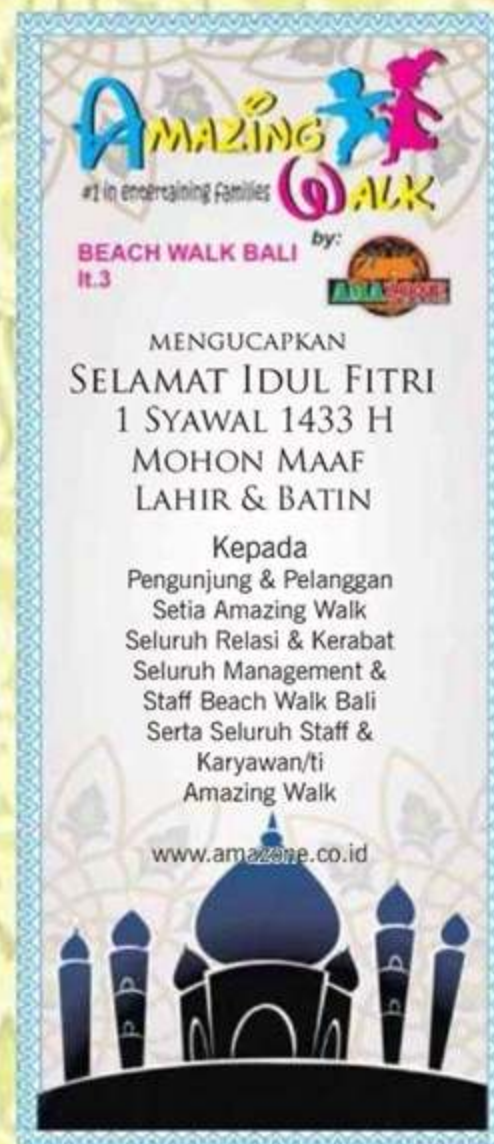 AMAZING
WALK
#1 in entertaining families
by:
BEACH WALK BALI
lt.3
AMAZONE
MENGUCAPKAN
SELAMAT IDUL FITRI
1 SYAWAL 1433 H
MOHON MAAF
LAHIR & BATIN
Kepada
Pengunjung & Pelanggan
Setia Amazing Walk
Seluruh Relasi & Kerabat
Seluruh Management &
Staff Beach Walk Bali
Serta Seluruh Staff &
Karyawan/ti
Amazing Walk
www.amazone.co.id